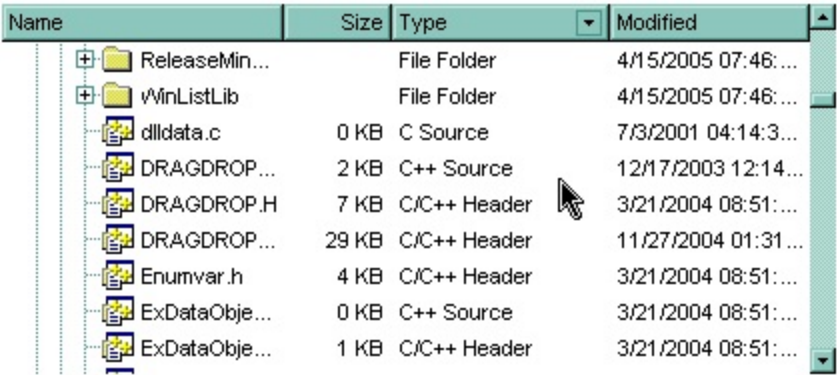 Name Size Type Modified
ReleaseMin... File Folder 4/15/2005 07:46:...
WinListLib File Folder 4/15/2005 07:46:...
dlldata.c 0 KB C Source 7/3/2001 04:14:3...
DRAGDROP... 2 KB C++ Source 12/17/2003 12:14...
DRAGDROP.H 7 KB C/C++ Header 3/21/2004 08:51:...
DRAGDROP... 29 KB C/C++ Header 11/27/2004 01:31...
Enumvar.h 4 KB C/C++ Header 3/21/2004 08:51:...
ExDataObje... 0 KB C++ Source 3/21/2004 08:51:...
ExDataObje... 1 KB C/C++ Header 3/21/2004 08:51:...